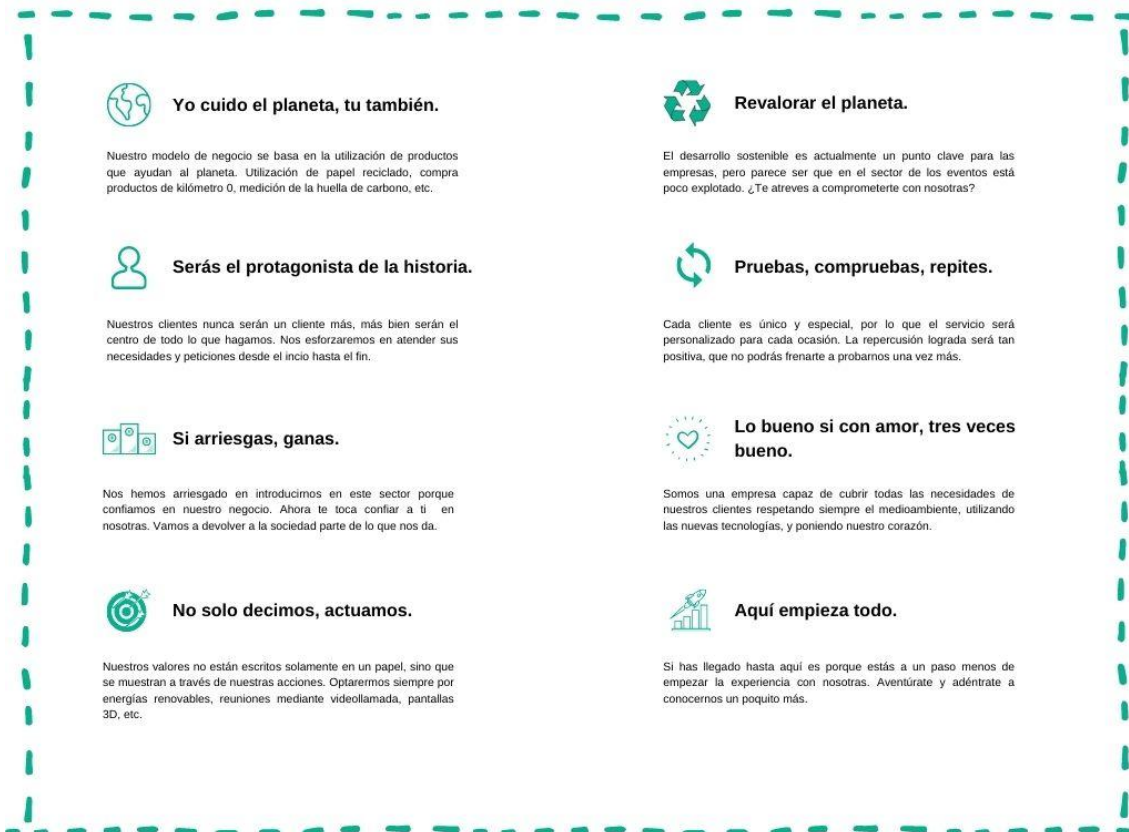 Yo cuido el planeta, tu también.
Nuestro modelo de negocio se basa en la utilización de productos
que ayudan al planeta. Utilización de papel reciclado, compra
productos de kilómetro 0, medición de la huella de carbono, etc.
Revalorar el planeta.
El desarrollo sostenible es actualmente un punto clave para las
empresas, pero parece ser que en el sector de los eventos está
poco explotado. ¿Te atreves a comprometerte con nosotras?
Serás el protagonista de la historia.
Nuestros clientes nunca serán un cliente más, más bien serán el
centro de todo lo que hagamos. Nos esforzaremos en atender sus
necesidades y peticiones desde el incio hasta el fin.
Pruebas, compruebas, repites.
Cada cliente es único y especial, por lo que el servicio será
personalizado para cada ocasión. La repercusión lograda será tan
positiva, que no podrás frenarte a probarnos una vez más.
Si arriesgas, ganas.
Nos hemos arriesgado en introducirnos en este sector porque
confiamos en nuestro negocio. Ahora te toca confiar a ti en
nosotras. Vamos a devolver a la sociedad parte de lo que nos da.
Lo bueno si con amor, tres veces
bueno.
Somos una empresa capaz de cubrir todas las necesidades de
nuestros clientes respetando siempre el medioambiente, utilizando
las nuevas tecnologías, y poniendo nuestro corazón.
No solo decimos, actuamos.
Nuestros valores no están escritos solamente en un papel, sino que
se muestran a través de nuestras acciones. Optarermos siempre por
energías renovables, reuniones mediante videollamada, pantallas
3D, etc.
Aquí empieza todo.
Si has llegado hasta aquí es porque estás a un paso menos de
empezar la experiencia con nosotras. Aventúrate y adéntrate a
conocernos un poquito más.